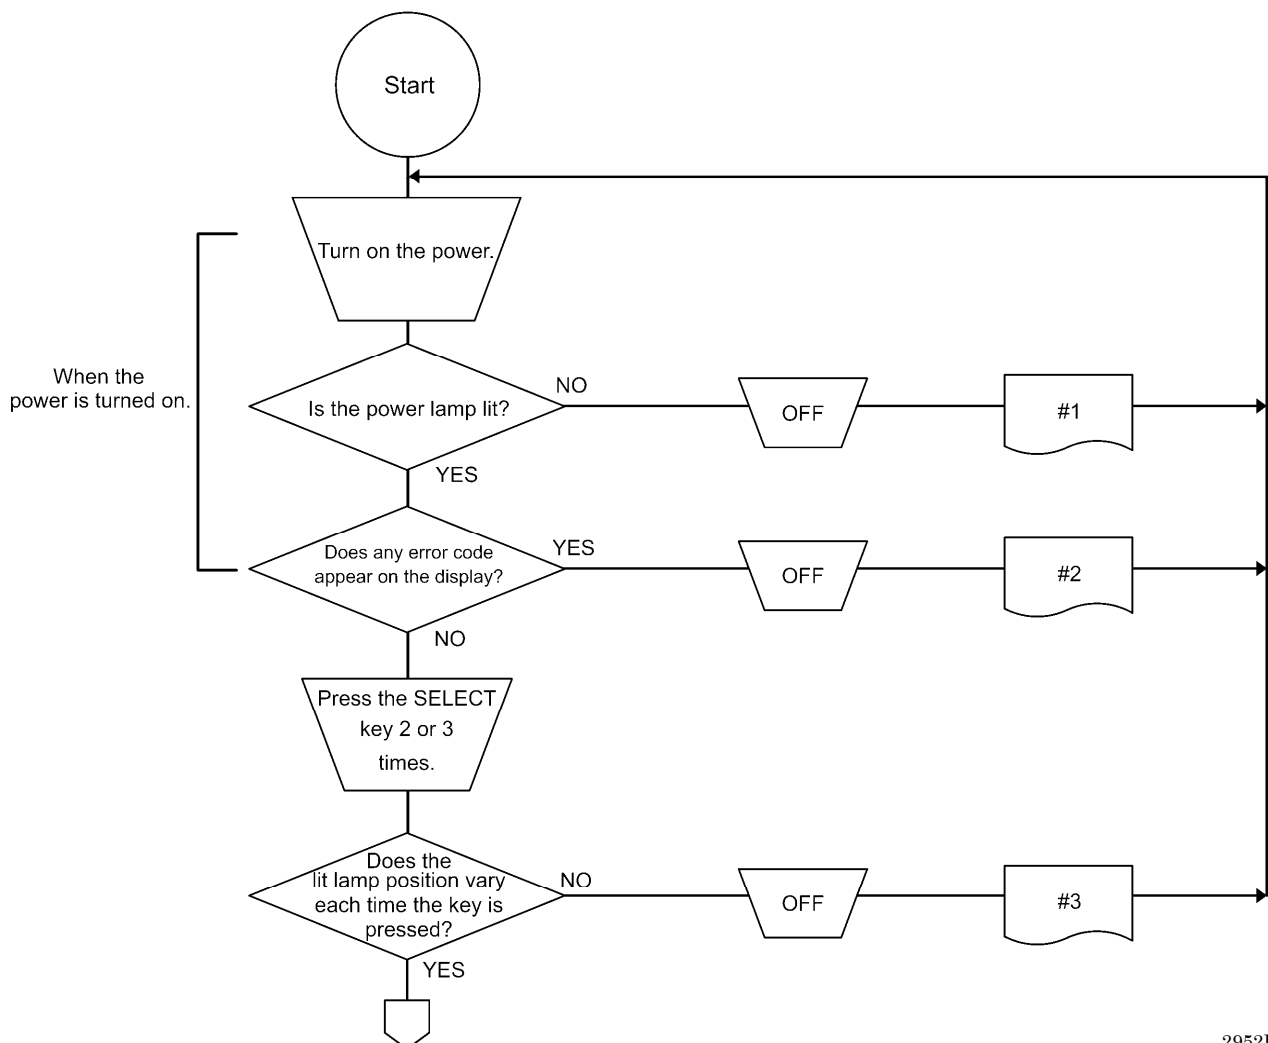 Start
Turn on the power.
When the
power is turned on.
Is the power lamp lit?
NO
OFF
#1
YES
Does any error code
appear on the display?
YES
OFF
#2
NO
Press the SELECT
key 2 or 3
times.
Does the
lit lamp position vary
each time the key is
pressed?
NO
OFF
#3
YES